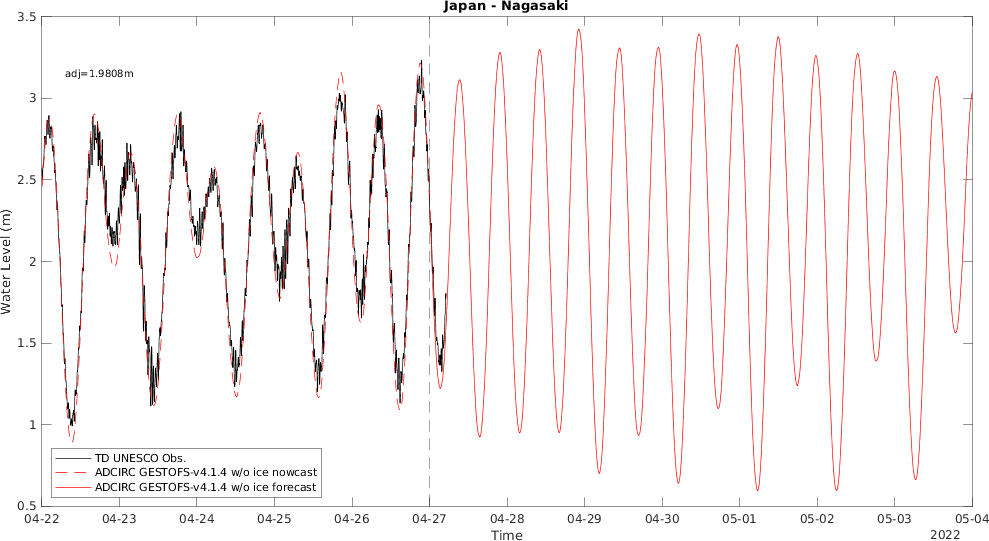 Japan - Nagasaki
3.5
3
2.5
2
1.5
1
0.5
Water Level (m)
adj=1.9808m
TD UNESCO Obs.
ADCIRC GESTOFS-v4.1.4 w/o ice nowcast
ADCIRC GESTOFS-v4.1.4 w/o ice forecast
04-22 04-23 04-24 04-25 04-26 04-27 04-28 04-29 04-30 05-01 05-02 05-03 05-04
Time
2022